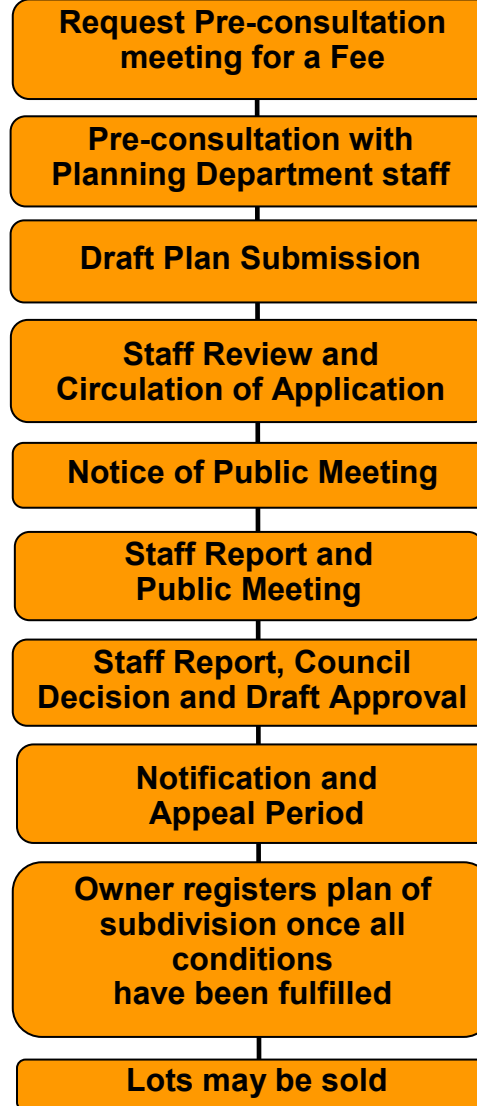 Request Pre-consultation
meeting for a Fee
Pre-consultation with
Planning Department staff
Draft Plan Submission
Staff Review and
Circulation of Application
Notice of Public Meeting
Staff Report and
Public Meeting
Staff Report, Council
Decision and Draft Approval
Notification and
Appeal Period
Owner registers plan of
subdivision once all
conditions
have been fulfilled
Lots may be sold